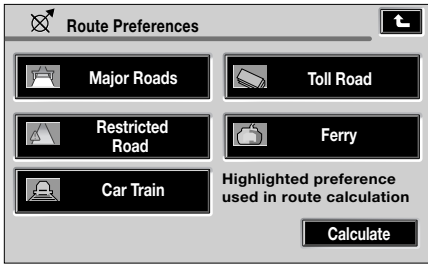 Route Preferences
Major Roads
Toll Road
Restricted
Road
Ferry
Car Train
Highlighted preference
used in route calculation
Calculate